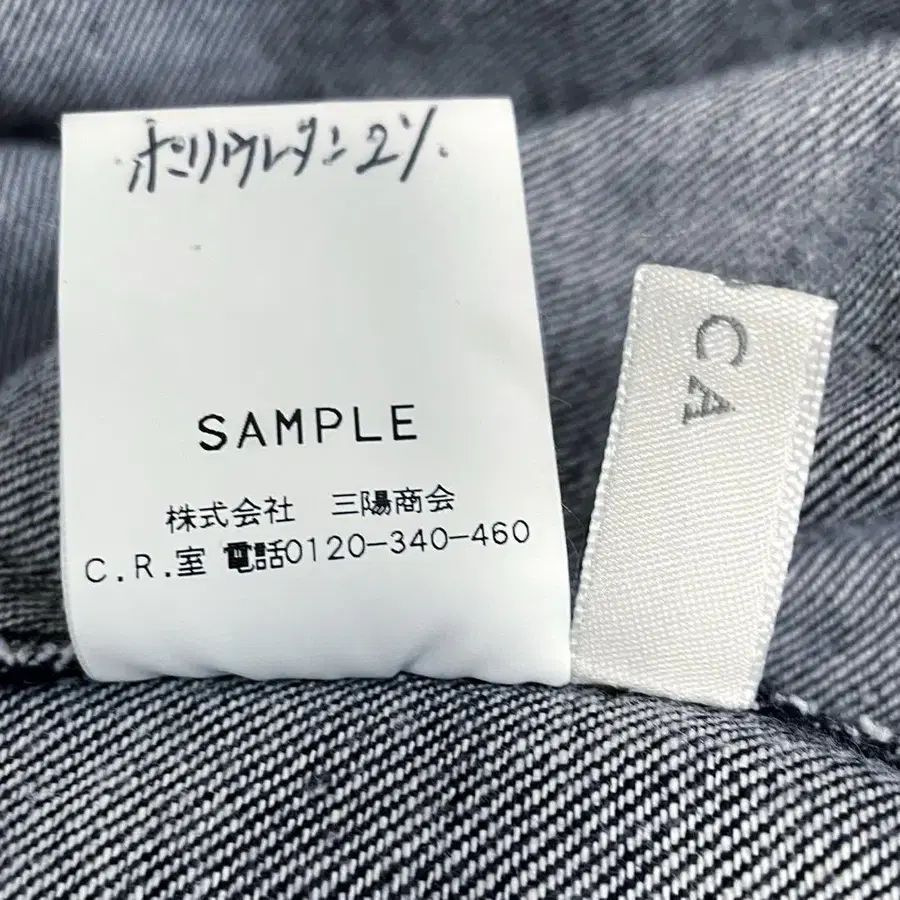 ポリウレタン2%
SAMPLE
株式会社 三陽商会
C.R.室 電話0120-340-460
CA